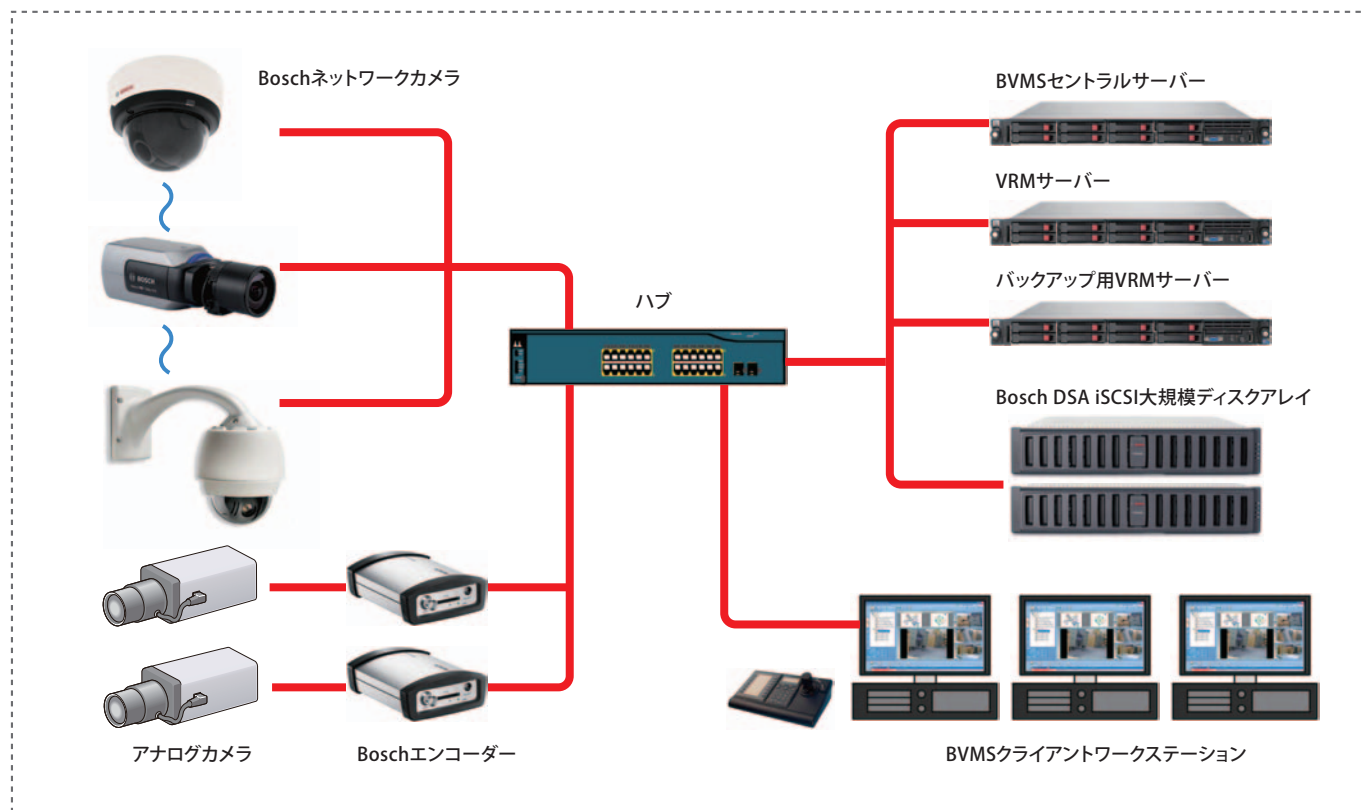 Boschネットワークカメラ
BVMSセントラルサーバー
VRMサーバー
BOSCH
バックアップ用VRMサーバー
ハブ
Bosch DSA iSCSI大規模ディスクアレイ
アナログカメラ
Boschエンコーダー
BVMSクライアントワークステーション